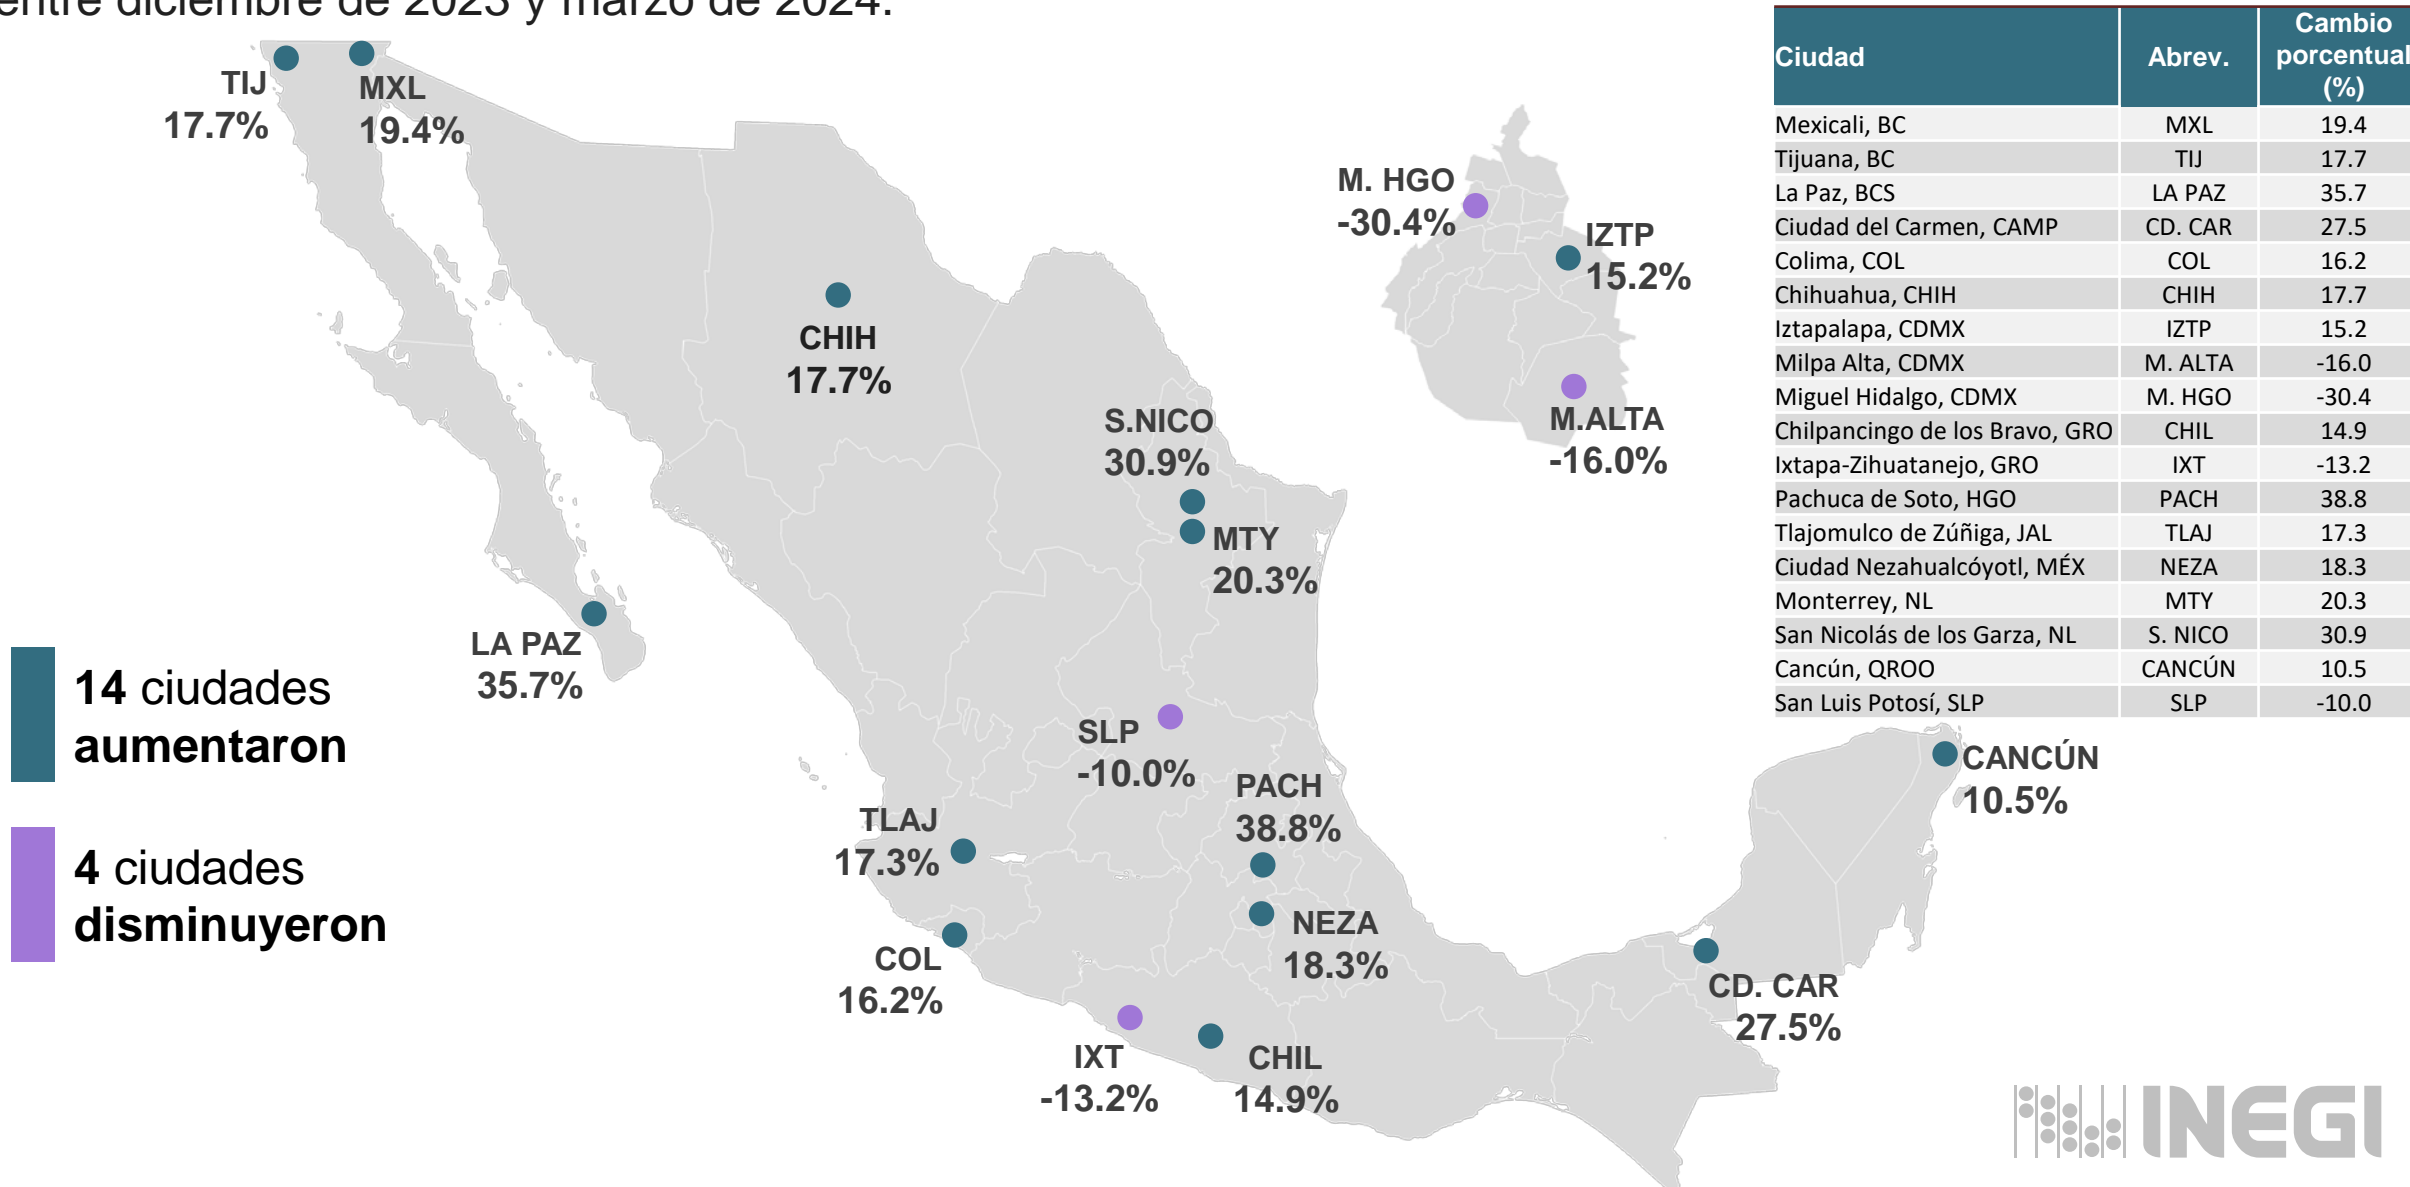 entre diciembre de 2023 y marzo de 2024.
TIJ
17.7%
MXL
19.4%
CHIH
17.7%
LA PAZ
35.7%
S.NICO
30.9%
MTY
20.3%
SLP
-10.0%
PACH
38.8%
TLAJ
17.3%
NEZA
18.3%
COL
16.2%
IXT
-13.2%
CHIL
14.9%
CD. CAR
27.5%
CANCÚN
10.5%
M. HGO
-30.4%
IZTP
15.2%
M.ALTA
-16.0%
14 ciudades
aumentaron
4 ciudades
disminuyeron
Ciudad Abrev. Cambio porcentual (%)
Mexicali, BC MXL 19.4
Tijuana, BC TIJ 17.7
La Paz, BCS LA PAZ 35.7
Ciudad del Carmen, CAMP CD. CAR 27.5
Colima, COL COL 16.2
Chihuahua, CHIH CHIH 17.7
Iztapalapa, CDMX IZTP 15.2
Milpa Alta, CDMX M. ALTA -16.0
Miguel Hidalgo, CDMX M. HGO -30.4
Chilpancingo de los Bravo, GRO CHIL 14.9
Ixtapa-Zihuatanejo, GRO IXT -13.2
Pachuca de Soto, HGO PACH 38.8
Tlajomulco de Zúñiga, JAL TLAJ 17.3
Ciudad Nezahualcóyotl, MÉX NEZA 18.3
Monterrey, NL MTY 20.3
San Nicolás de los Garza, NL S. NICO 30.9
Cancún, QROO CANCÚN 10.5
San Luis Potosí, SLP SLP -10.0
INEGI